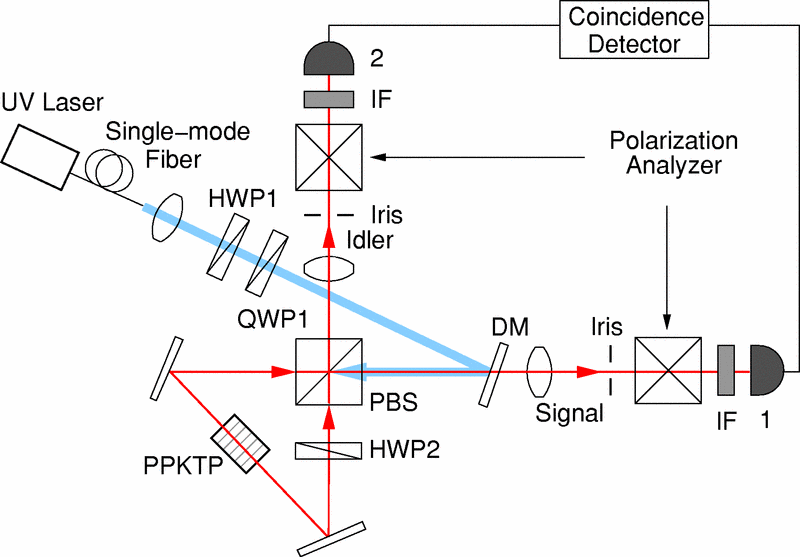 Coincidence
Detector
2
IF
UV Laser
Single-mode
Fiber
Polarization
Analyzer
HWP1
Iris
Idler
QWP1
DM
Iris
PBS
Signal
IF
1
HWP2
PPKTP